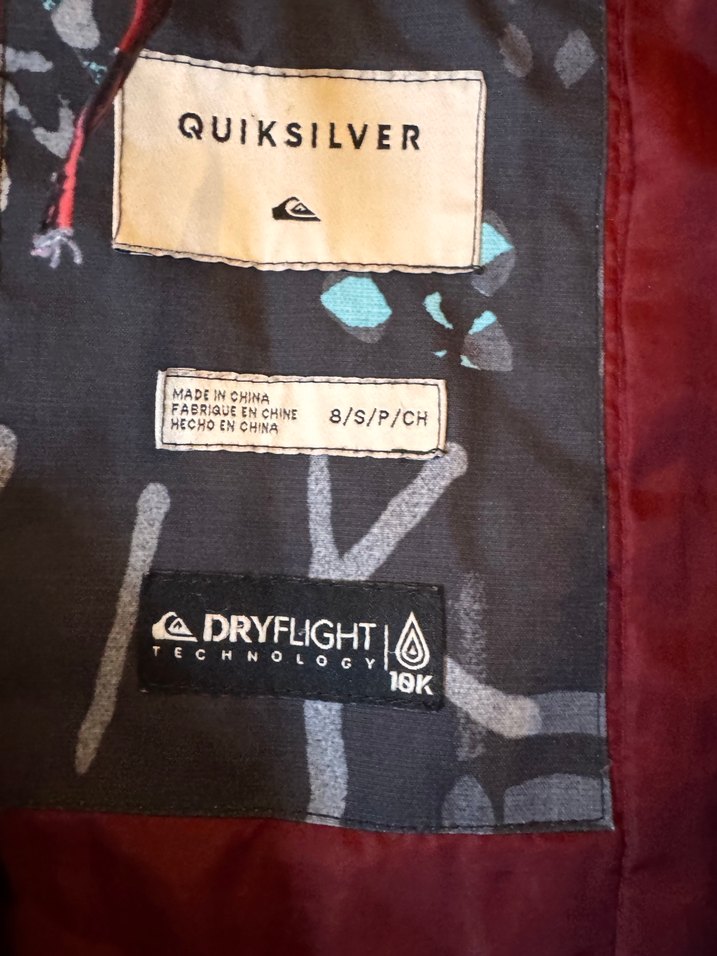 QUIKSILVER
MADE IN CHINA
FABRIQUE EN CHINE
HECHO EN CHINA
8/S/P/CH
DRYFLIGHT
TECHNOLOGY
10K